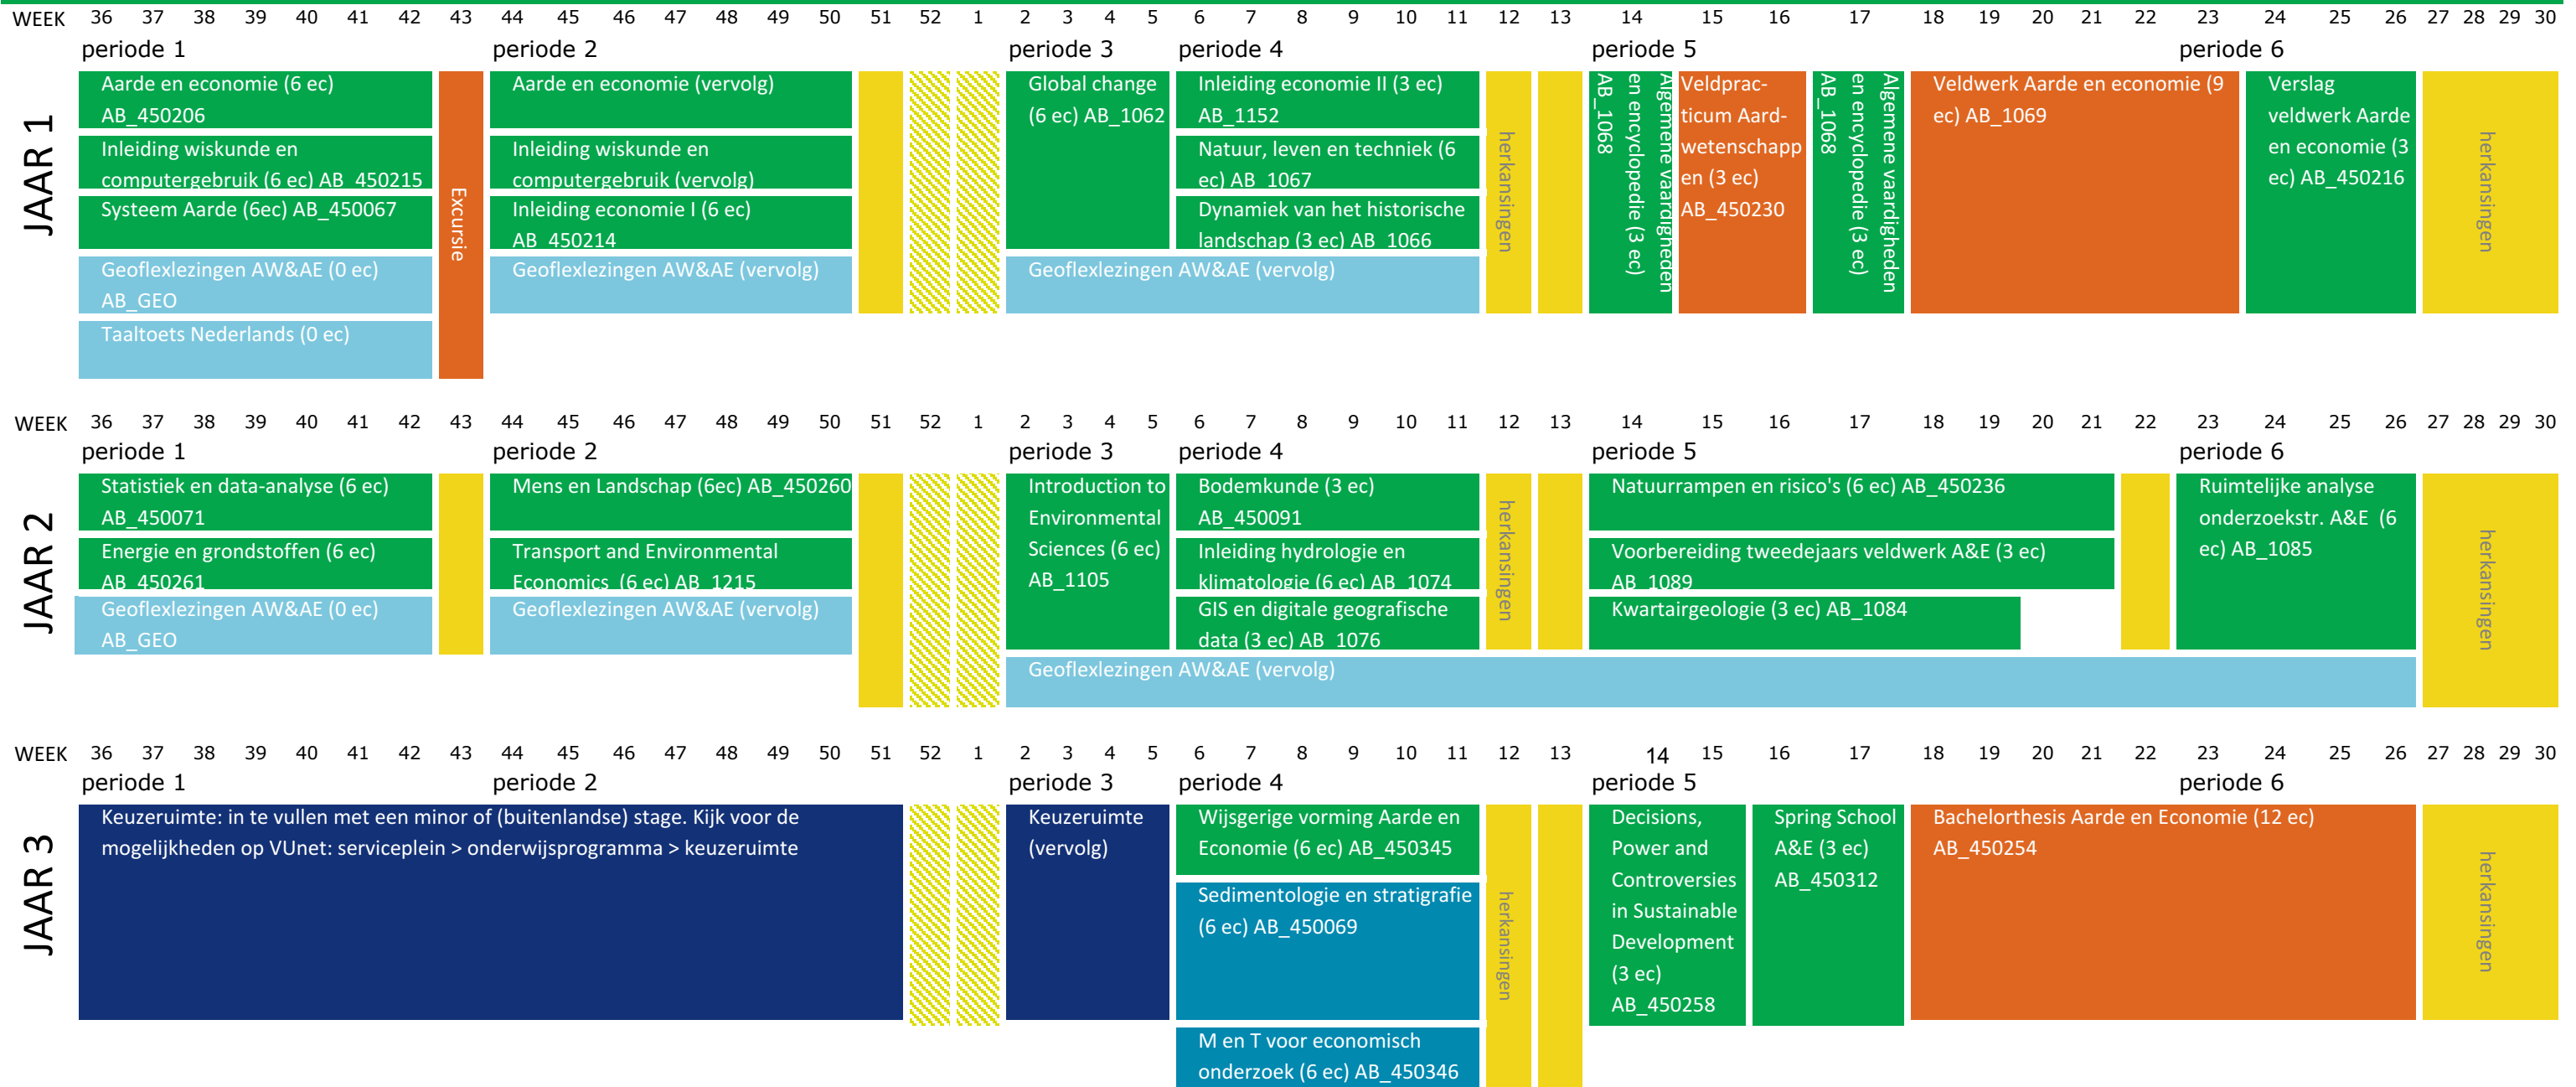 WEEK 36 37 38 39 40 41 42 43 44 45 46 47 48 49 50 51 52 1 2 3 4 5 6 7 8 9 10 11 12 13 14 15 16 17 18 19 20 21 22 23 24 25 26 27 28 29 30
periode 1 periode 2 periode 3 periode 4 periode 5 periode 6
JAAR 1
Aarde en economie (6 ec)
AB_450206
Inleiding wiskunde en
computergebruik (6 ec) AB_450215
Systeem Aarde (6ec) AB_450067
Geoflexlezingen AW&AE (0 ec)
AB_GEO
Taaltoets Nederlands (0 ec)
Excursie
Aarde en economie (vervolg)
Inleiding wiskunde en
computergebruik (vervolg)
Inleiding economie I (6 ec)
AB_450214
Geoflexlezingen AW&AE (vervolg)
Global change
(6 ec) AB_1062
Inleiding economie II (3 ec)
AB_1152
Natuur, leven en techniek (6
ec) AB_1067
Dynamiek van het historische
landschap (3 ec) AB_1066
Geoflexlezingen AW&AE (vervolg)
herkansingen
Algemene vaardigheden
en encyclopedie (3 ec)
AB_1068
Veldprac-
ticum Aard-
wetenschapp
en (3 ec)
AB_450230
Algemene vaardigheden
en encyclopedie (3 ec)
AB_1068
Veldwerk Aarde en economie (9
ec) AB_1069
Verslag
veldwerk Aarde
en economie (3
ec) AB_450216
herkansingen
WEEK 36 37 38 39 40 41 42 43 44 45 46 47 48 49 50 51 52 1 2 3 4 5 6 7 8 9 10 11 12 13 14 15 16 17 18 19 20 21 22 23 24 25 26 27 28 29 30
periode 1 periode 2 periode 3 periode 4 periode 5 periode 6
JAAR 2
Statistiek en data-analyse (6 ec)
AB_450071
Energie en grondstoffen (6 ec)
AB_450261
Geoflexlezingen AW&AE (0 ec)
AB_GEO
Mens en Landschap (6ec) AB_450260
Transport and Environmental
Economics (6 ec) AB_1215
Geoflexlezingen AW&AE (vervolg)
Introduction to
Environmental
Sciences (6 ec)
AB_1105
Bodemkunde (3 ec)
AB_450091
Inleiding hydrologie en
klimatologie (6 ec) AB_1074
GIS en digitale geografische
data (3 ec) AB_1076
Geoflexlezingen AW&AE (vervolg)
herkansingen
Natuurrampen en risico's (6 ec) AB_450236
Voorbereiding tweedejaars veldwerk A&E (3 ec)
AB_1089
Kwartairgeologie (3 ec) AB_1084
Ruimtelijke analyse
onderzoekstr. A&E (6
ec) AB_1085
herkansingen
WEEK 36 37 38 39 40 41 42 43 44 45 46 47 48 49 50 51 52 1 2 3 4 5 6 7 8 9 10 11 12 13 14 15 16 17 18 19 20 21 22 23 24 25 26 27 28 29 30
periode 1 periode 2 periode 3 periode 4 periode 5 periode 6
JAAR 3
Keuzeruimte: in te vullen met een minor of (buitenlandse) stage. Kijk voor de
mogelijkheden op VUnet: serviceplein > onderwijsprogramma > keuzeruimte
Keuzeruimte
(vervolg)
Wijsgerige vorming Aarde en
Economie (6 ec) AB_450345
Sedimentologie en stratigrafie
(6 ec) AB_450069
M en T voor economisch
onderzoek (6 ec) AB_450346
herkansingen
Decisions,
Power and
Controversies
in Sustainable
Development
(3 ec)
AB_450258
Spring School
A&E (3 ec)
AB_450312
Bachelorthesis Aarde en Economie (12 ec)
AB_450254
herkansingen